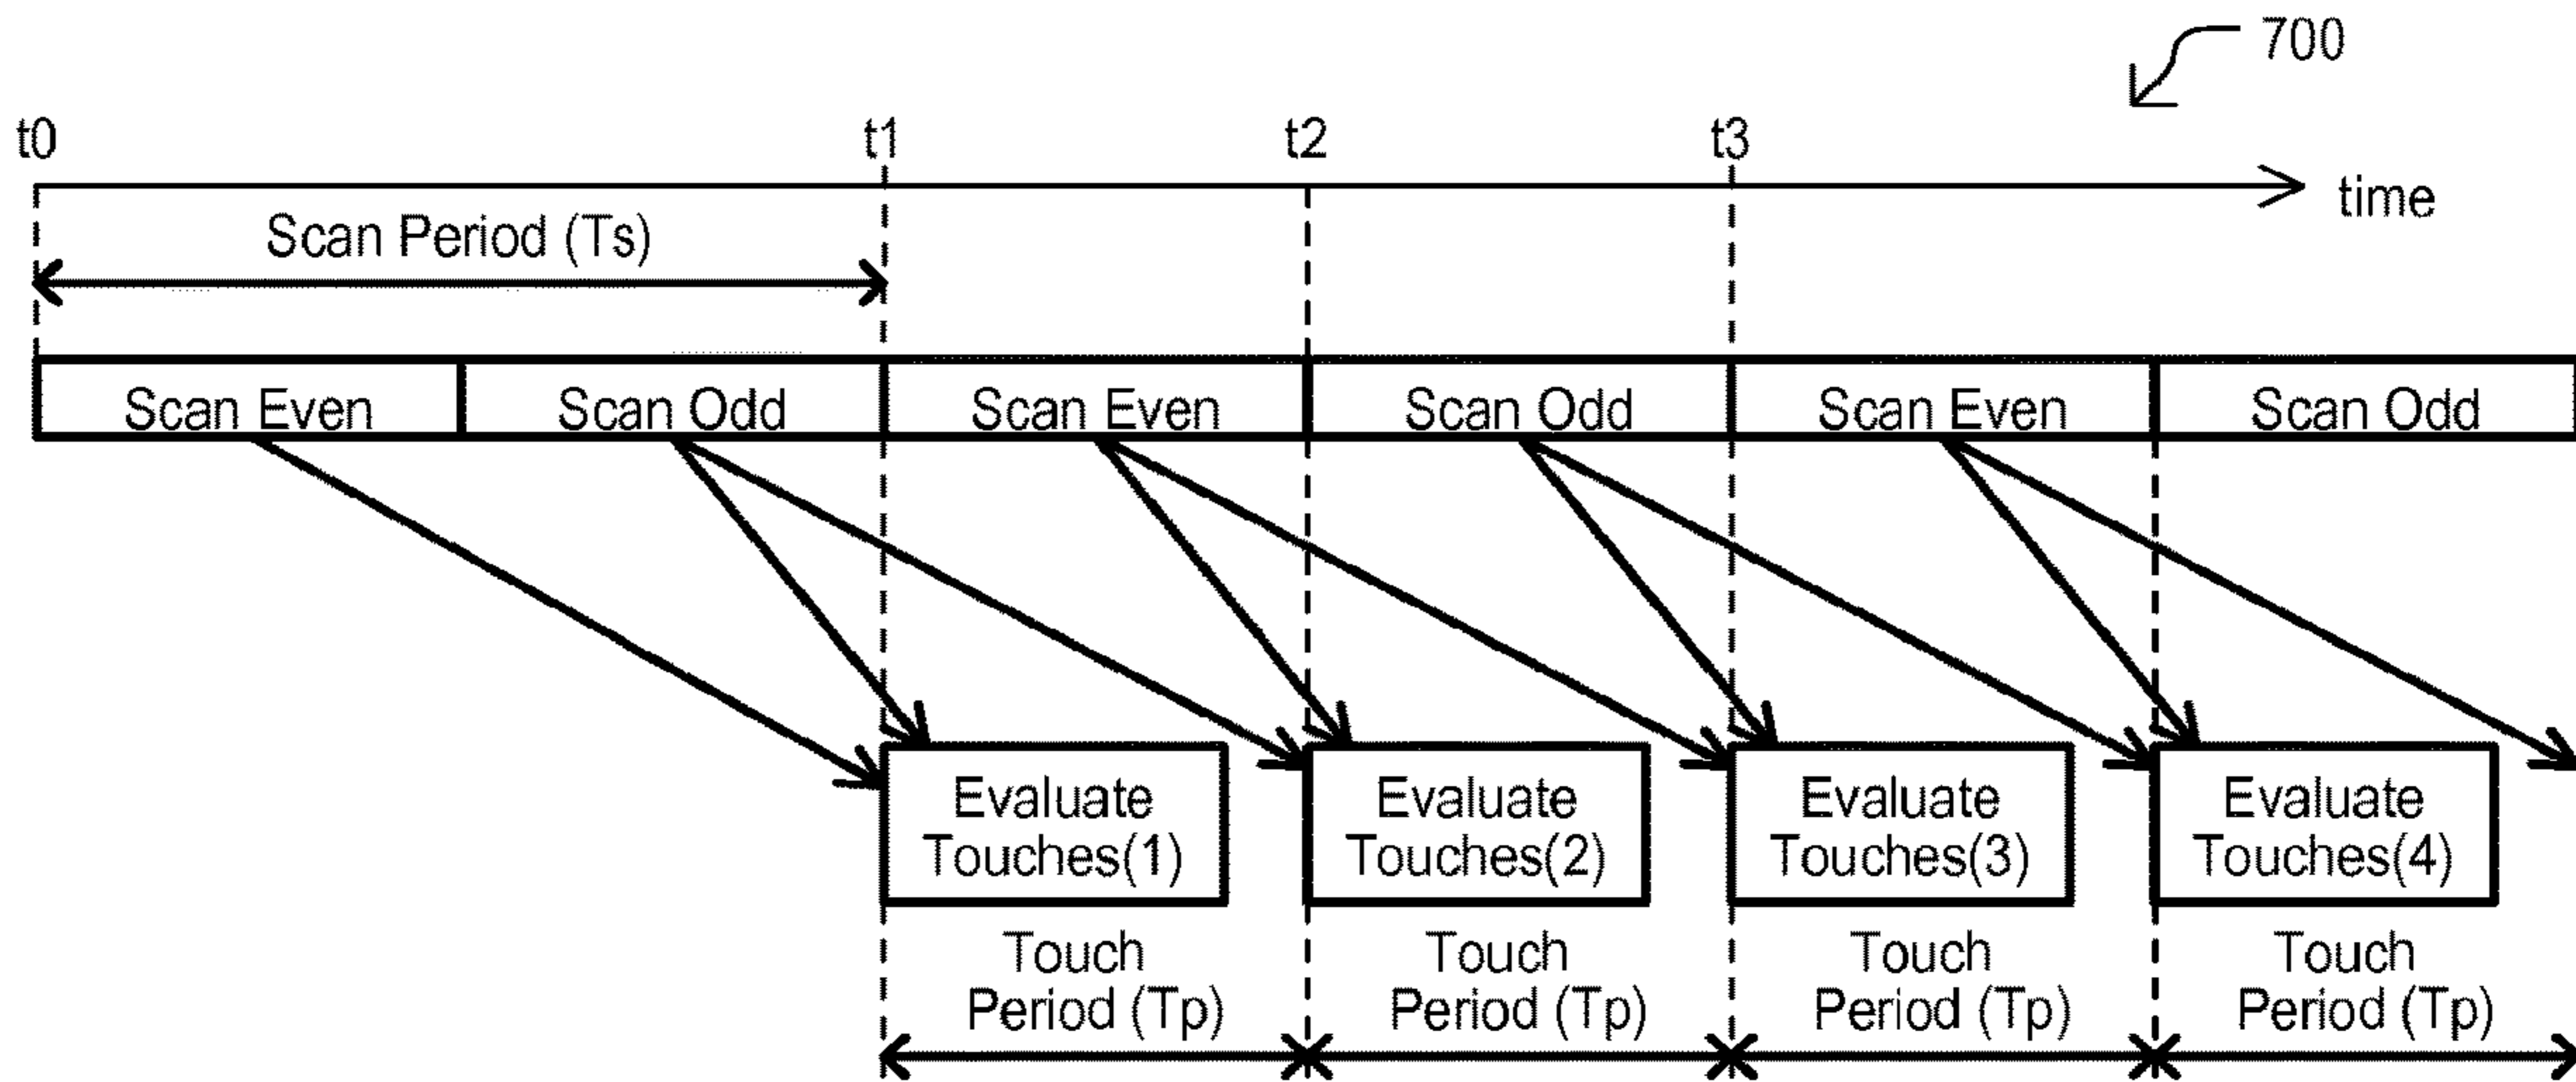 700
t0
t1
t2
t3
time
Scan Period (Ts)
Scan Even
Scan Odd
Scan Even
Scan Odd
Scan Even
Scan Odd
Evaluate
Touches(1)
Evaluate
Touches(2)
Evaluate
Touches(3)
Evaluate
Touches(4)
Touch
Period (Tp)
Touch
Period (Tp)
Touch
Period (Tp)
Touch
Period (Tp)